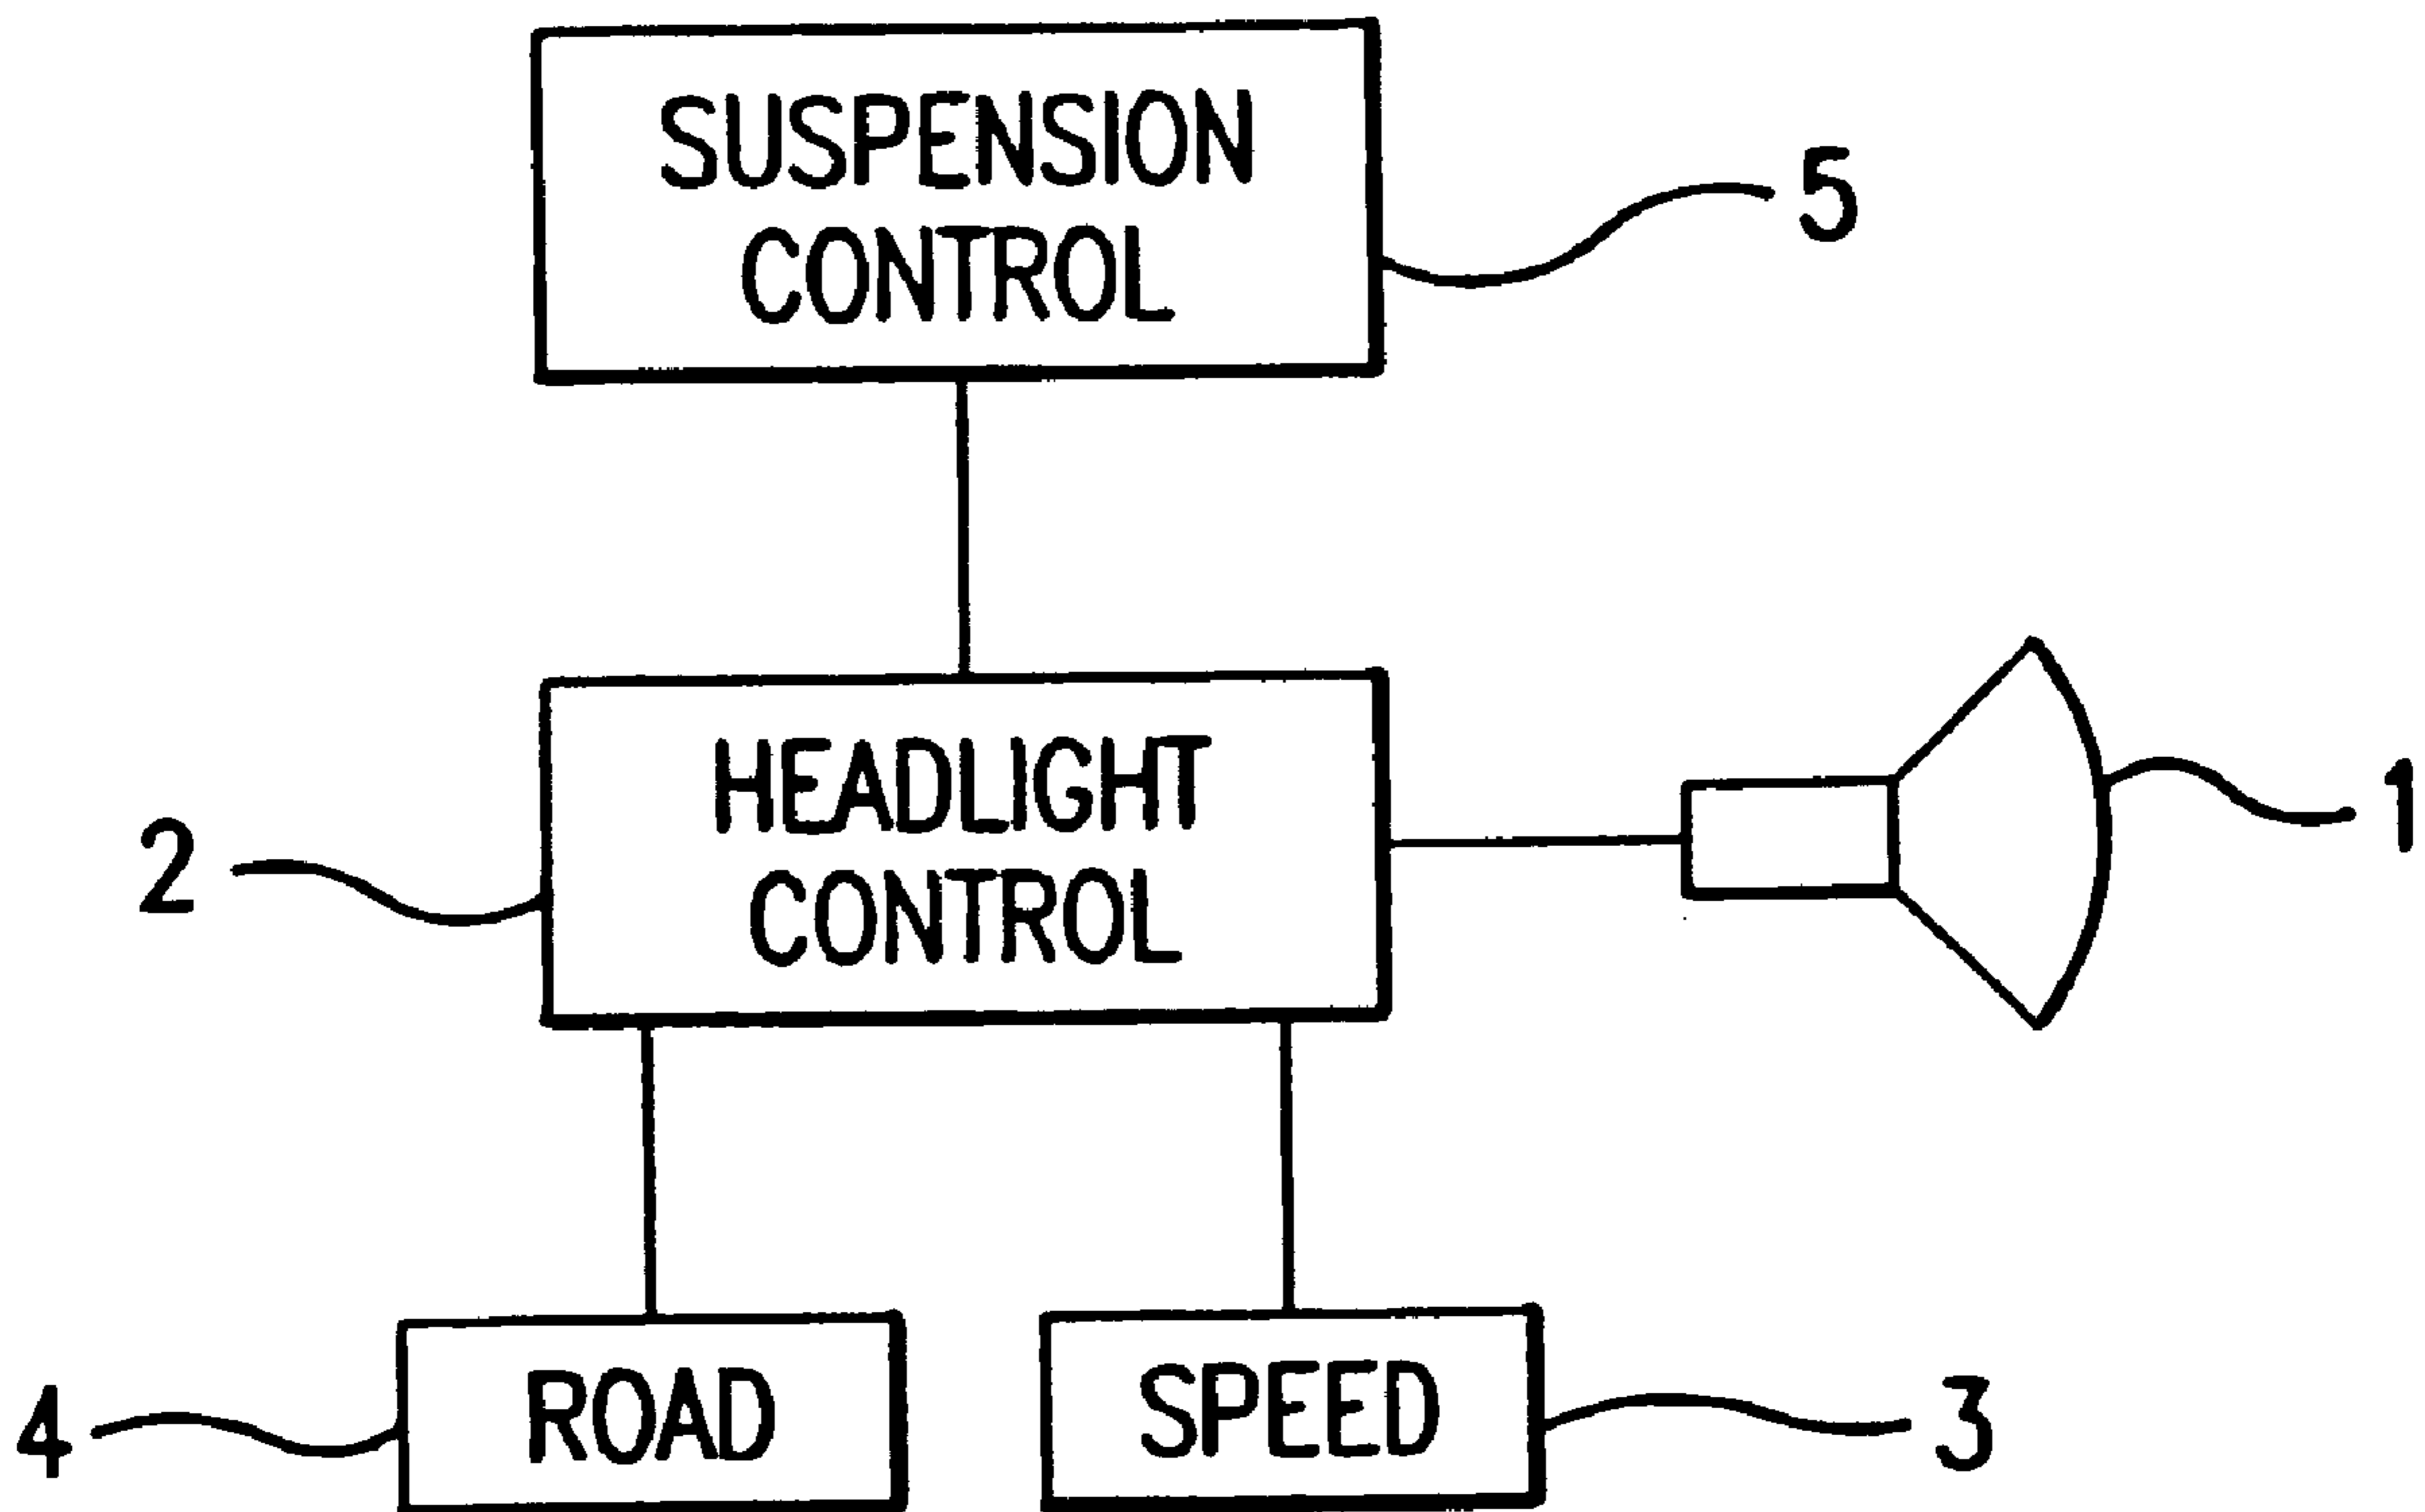 SUSPENSION
CONTROL
5
HEADLIGHT
CONTROL
1
2
ROAD
SPEED
4
3